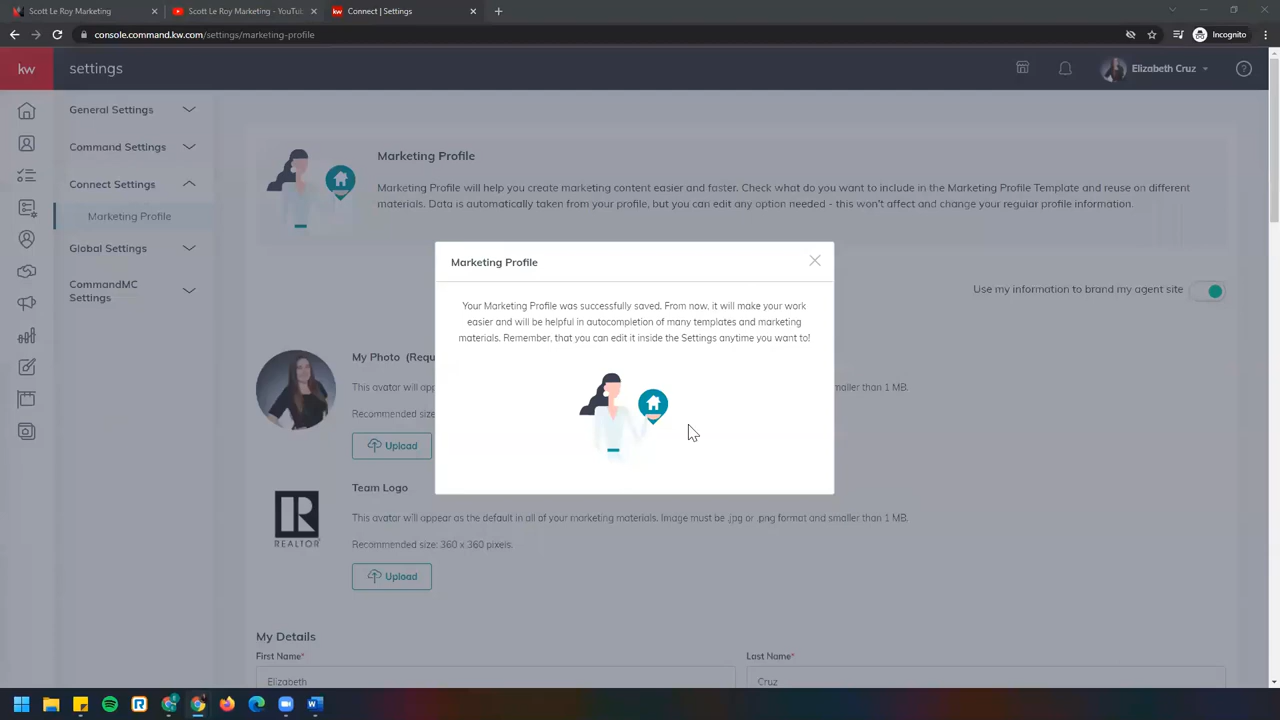 Scott Le Roy Marketing
Scott Le Roy Marketing - YouTu
Connect | Settings
console.command.kw.com/settings/marketing-profile
Incognito
kw
settings
Elizabeth Cruz
General Settings
Command Settings
Connect Settings
Marketing Profile
Global Settings
CommandMC
Settings
Marketing Profile
Marketing Profile will help you create marketing content easier and faster. Check what do you want to include in the Marketing Profile Template and reuse on different
materials. Data is automatically taken from your profile, but you can edit any option needed - this won't affect and change your regular profile information.
Use my information to brand my agent site
Marketing Profile
Your Marketing Profile was successfully saved. From now, it will make your work
easier and will be helpful in autocompletion of many templates and marketing
materials. Remember, that you can edit it inside the Settings anytime you want to!
My Photo (Requ
This avatar will app
maller than 1 MB.
Recommended size:
Upload
Team Logo
This avatar will appear as the default in all of your marketing materials. Image must be .jpg or .png format and smaller than 1 MB.
Recommended size: 360 x 360 pixels.
Upload
REALTOR
My Details
First Name*
Last Name*
Elizabeth
Cruz